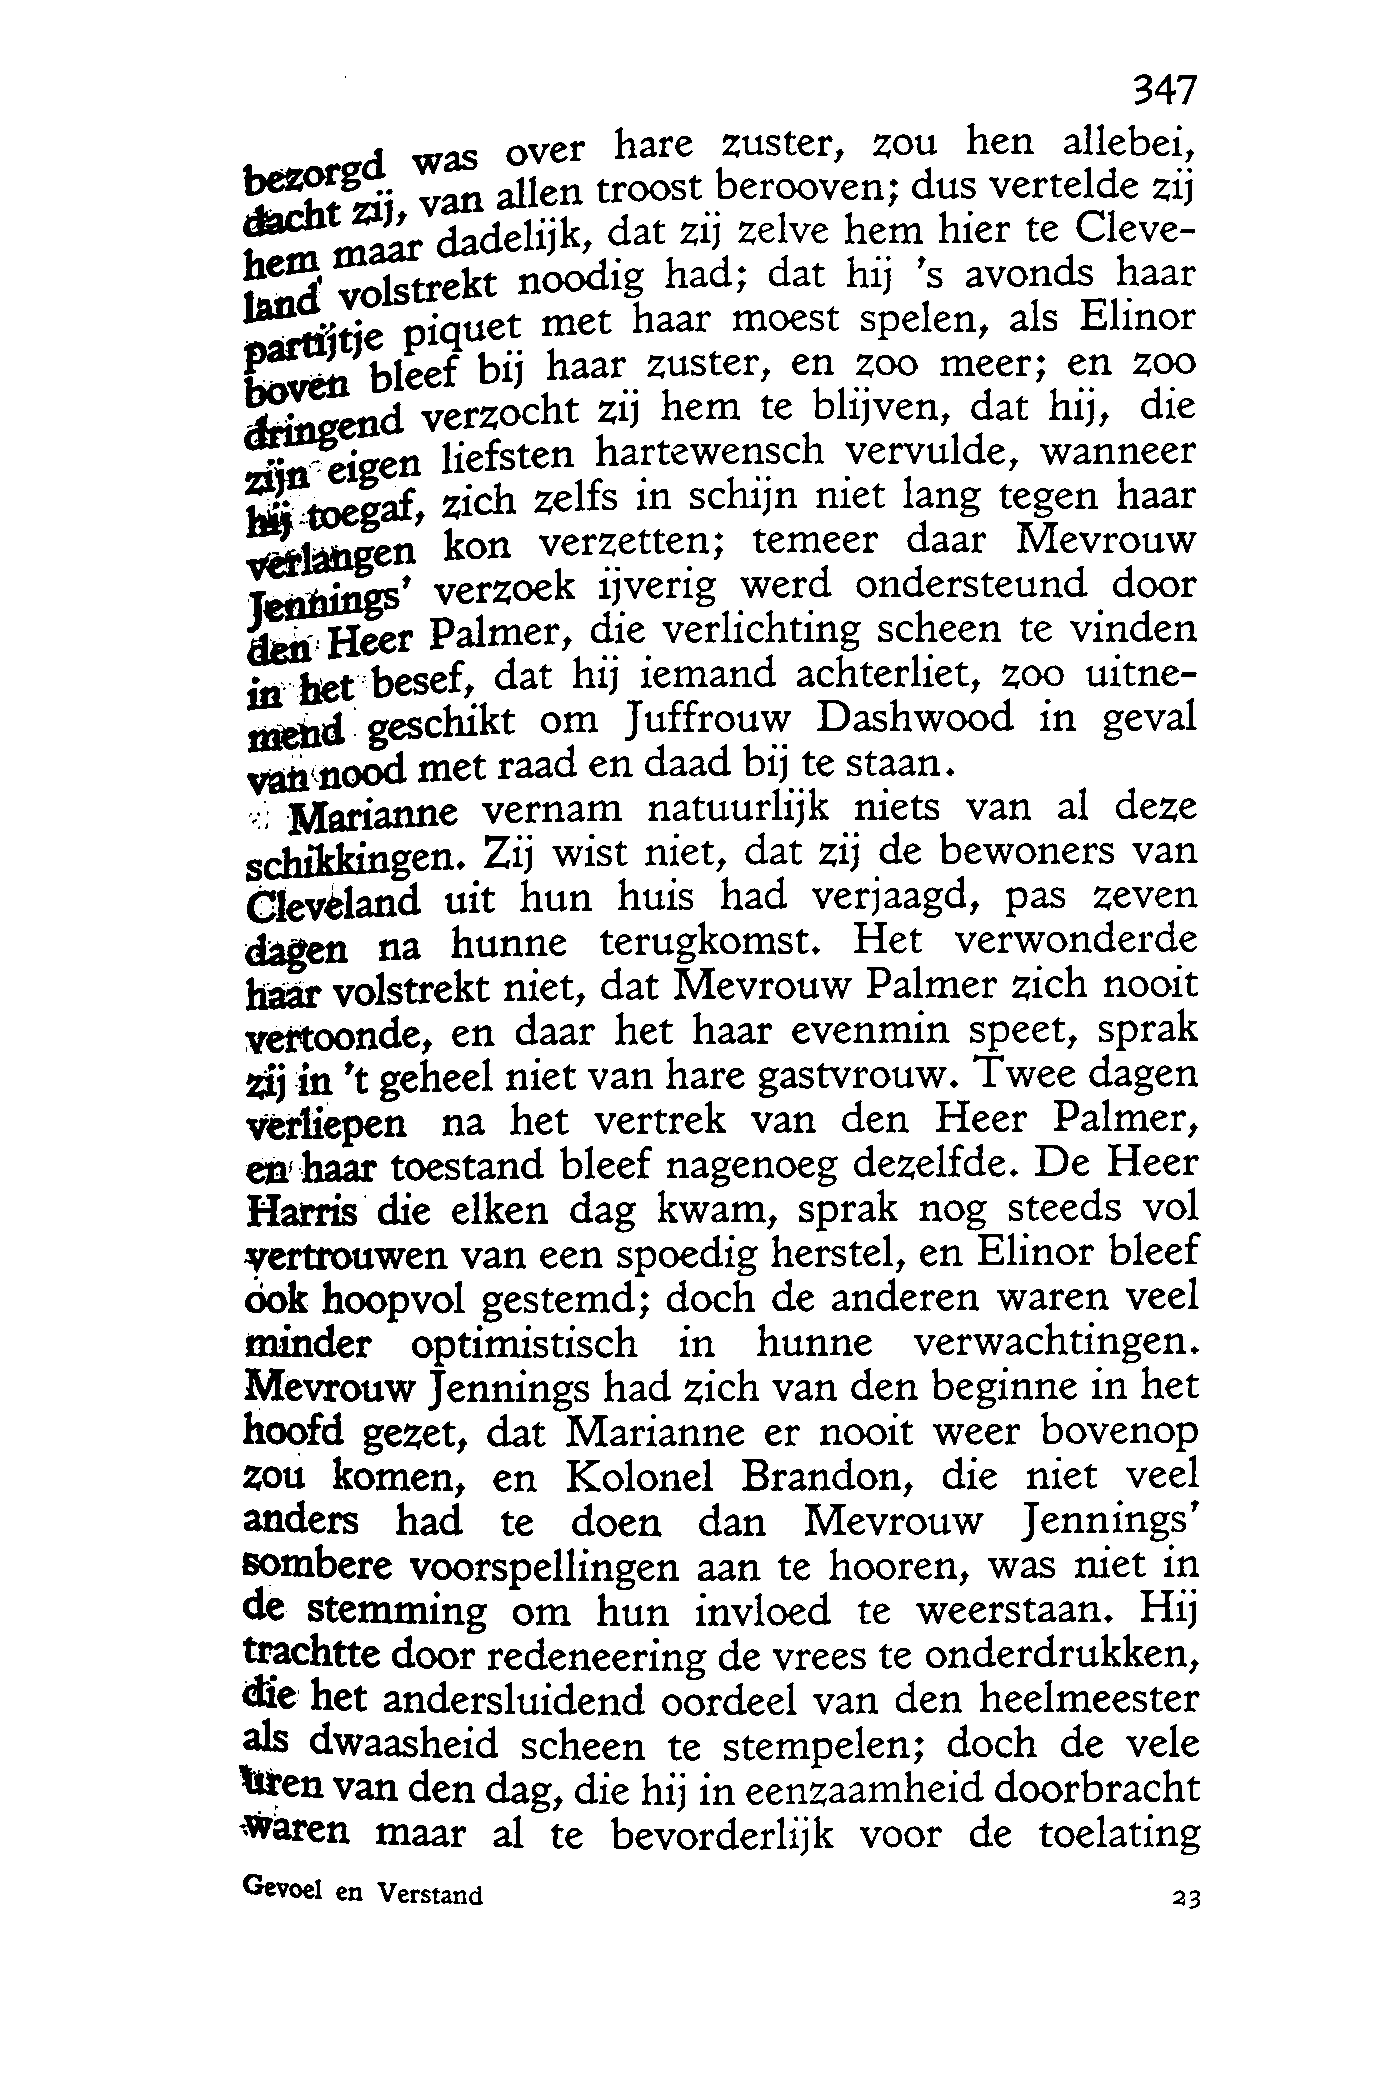 347
bezorgd was over hare zuster, zou hen allebei,
dacht zij, van allen troost berooven; dus vertelde zij
hem maar dadelijk, dat zij zelve hem hier te Cleve-
land volstrekt noodig had; dat hij 's avonds haar
partijtje piquet met haar moest spelen, als Elinor
boven bleef bij haar zuster, en zoo meer; en zoo
dringend verzocht zij hem te blijven, dat hij, die
zijn eigen liefsten hartewensch vervulde, wanneer
hij toegaf, zich zelfs in schijn niet lang tegen haar
verlangen kon verzetten; temeer daar Mevrouw
Jennings' verzoek ijverig werd ondersteund door
den Heer Palmer, die verlichting scheen te vinden
in het besef, dat hij iemand achterliet, zoo uitne-
mend geschikt om Juffrouw Dashwood in geval
van nood met raad en daad bij te staan.
Marianne vernam natuurlijk niets van al deze
schikkingen. Zij wist niet, dat zij de bewoners van
Cleveland uit hun huis had verjaagd, pas zeven
dagen na hunne terugkomst. Het verwonderde
haar volstrekt niet, dat Mevrouw Palmer zich nooit
vertoonde, en daar het haar evenmin speet, sprak
zij in 't geheel niet van hare gastvrouw. Twee dagen
verliepen na het vertrek van den Heer Palmer,
en haar toestand bleef nagenoeg dezelfde. De Heer
Harris die elken dag kwam, sprak nog steeds vol
vertrouwen van een spoedig herstel, en Elinor bleef
ook hoopvol gestemd; doch de anderen waren veel
minder optimistisch in hunne verwachtingen.
Mevrouw Jennings had zich van den beginne in het
hoofd gezet, dat Marianne er nooit weer bovenop
zou komen, en Kolonel Brandon, die niet veel
anders had te doen dan Mevrouw Jennings'
sombere voorspellingen aan te hooren, was niet in
de stemming om hun invloed te weerstaan. Hij
trachtte door redeneering de vrees te onderdrukken,
die het andersluidend oordeel van den heelmeester
als dwaasheid scheen te stempelen; doch de vele
uren van den dag, die hij in eenzaamheid doorbracht
waren maar al te bevorderlijk voor de toelating
Gevoel en Verstand 23